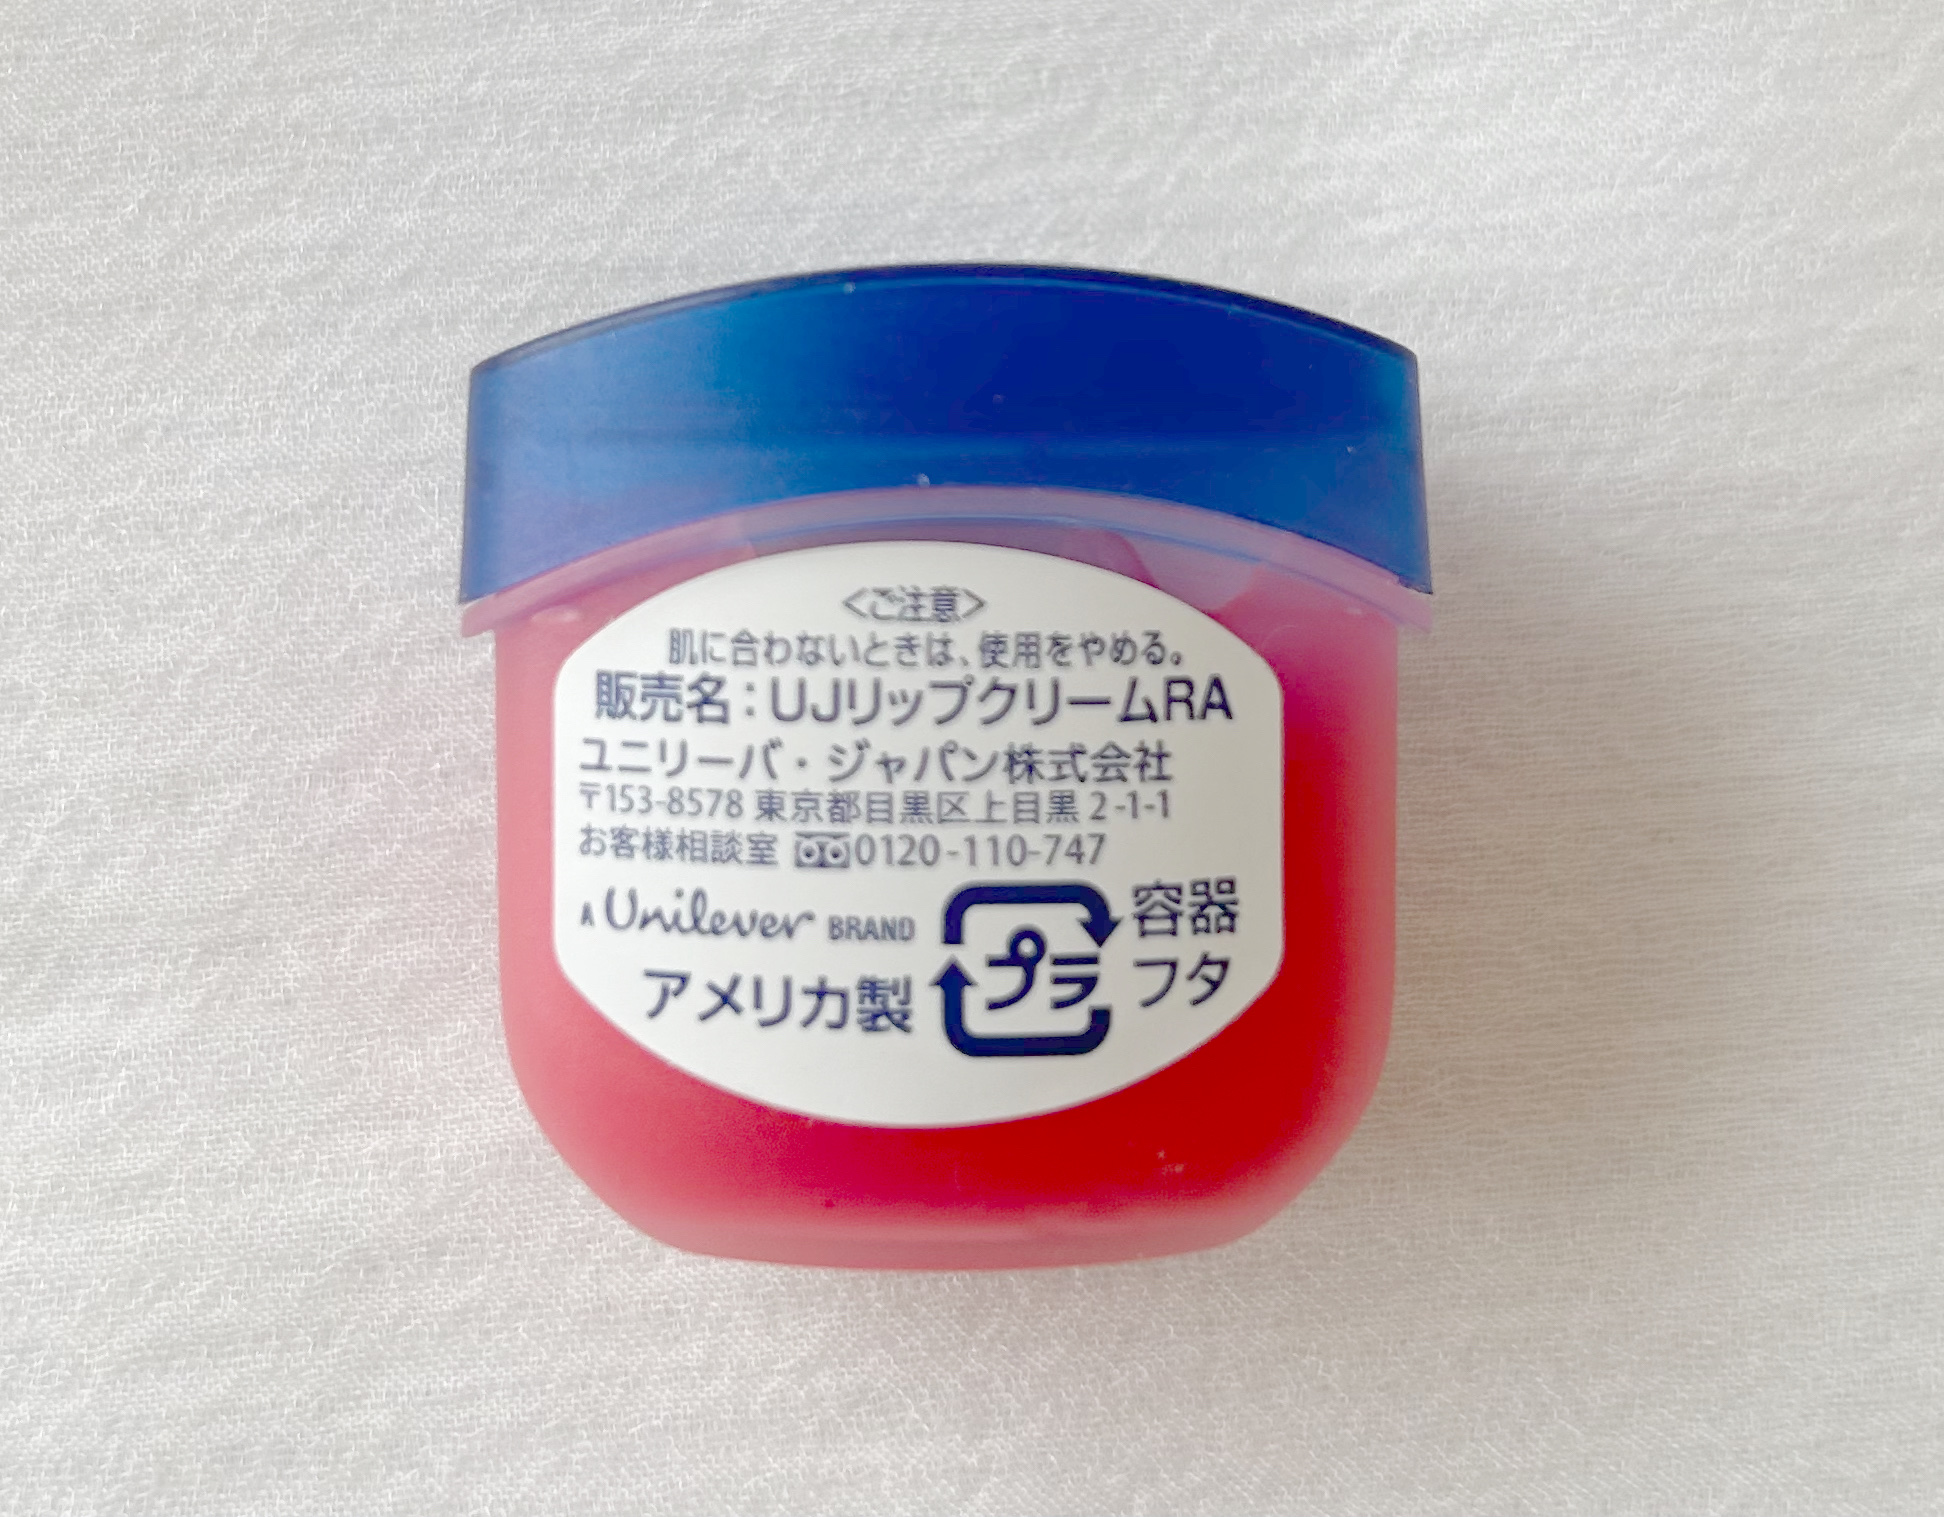 <ご注意>
肌に合わないときは、使用をやめる。
販売名：UJリップクリームRA
ユニリーバ・ジャパン株式会社
〒153-8578 東京都目黒区上目黒 2-1-1
お客様相談室 0120-110-747
A Unilever BRAND
アメリカ製
プラ
容器
フタ